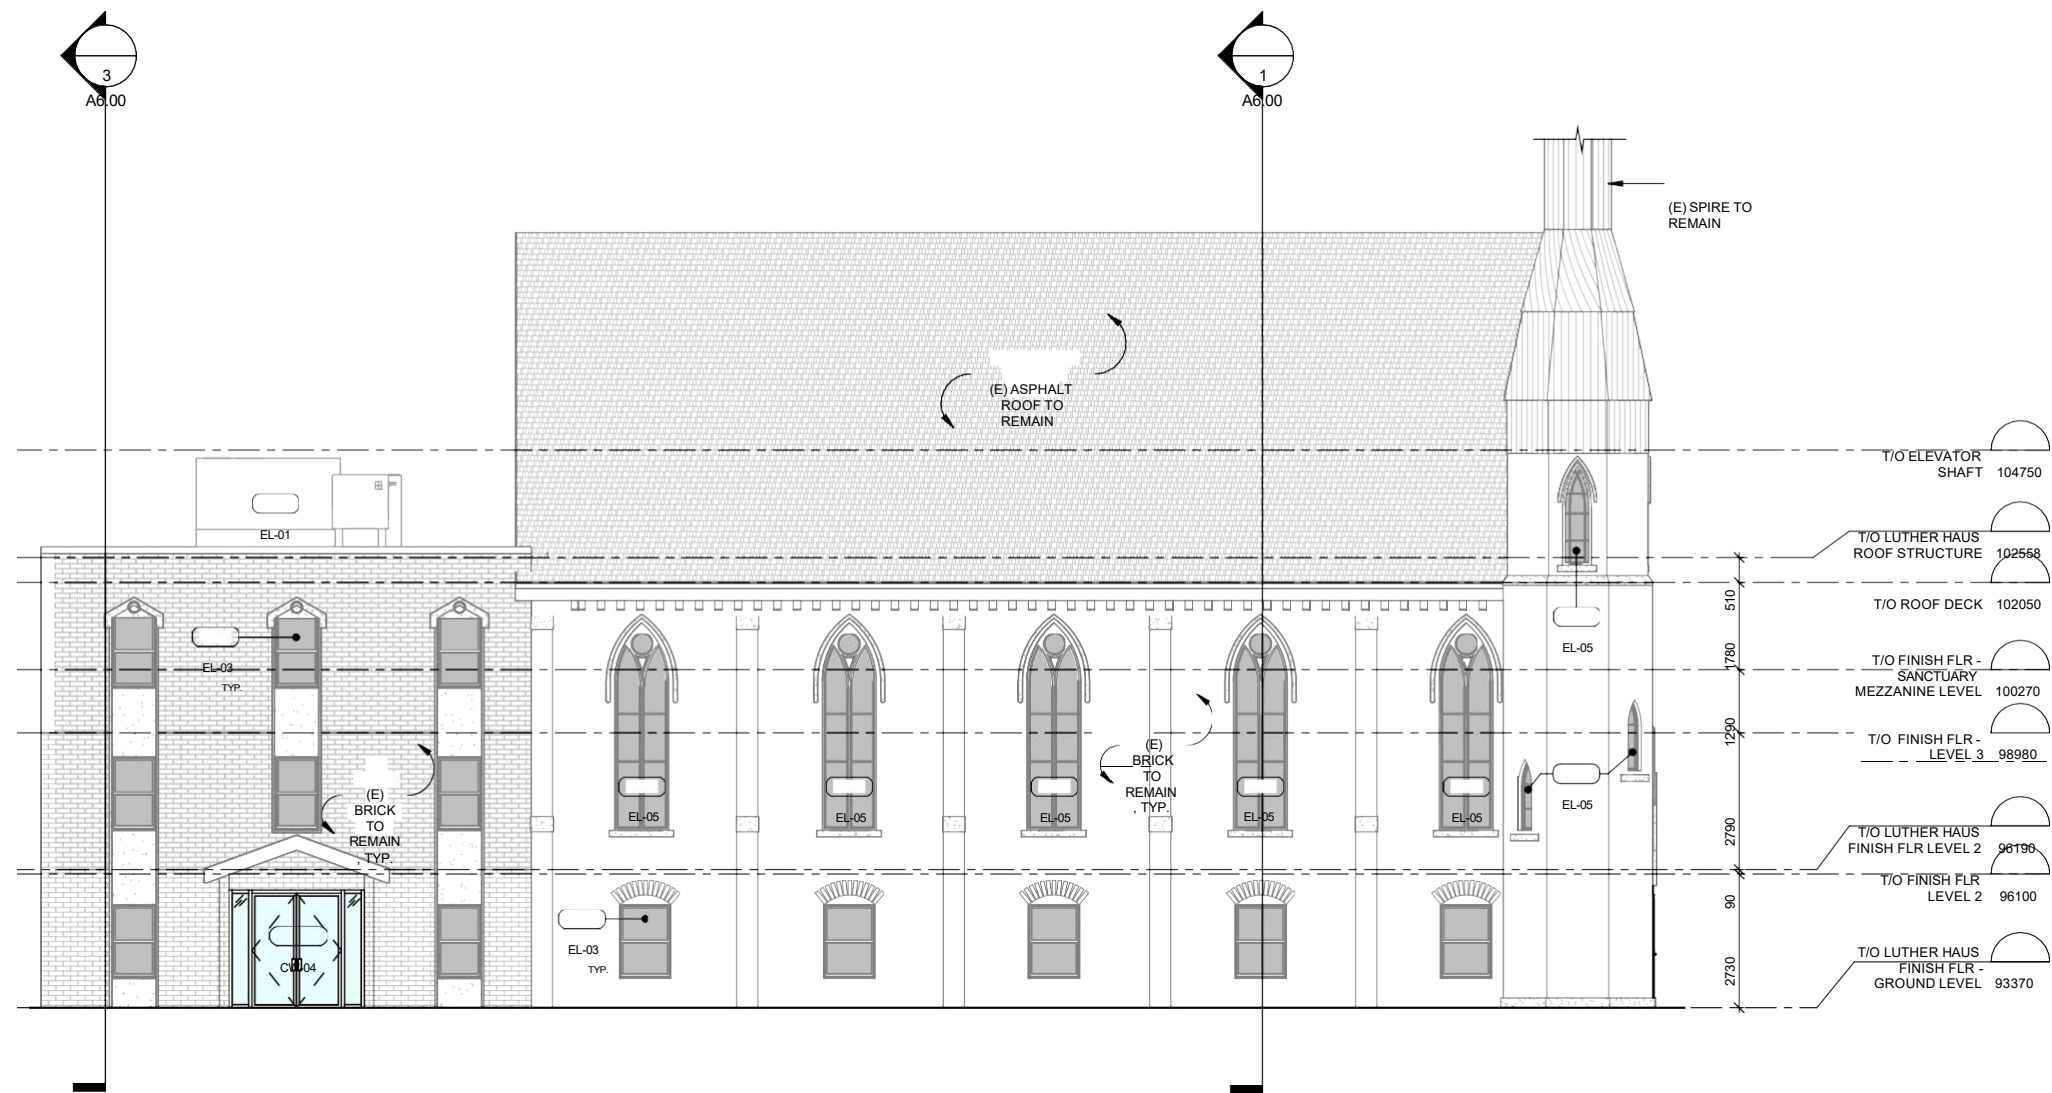 3
A6.00
1
A6.00
(E) SPIRE TO
REMAIN
(E) ASPHALT
ROOF TO
REMAIN
T/O ELEVATOR
SHAFT 104750
EL-01
T/O LUTHER HAUS
ROOF STRUCTURE 102558
510
T/O ROOF DECK 102050
EL-03
TYP.
EL-05
1780
T/O FINISH FLR -
SANCTUARY
MEZZANINE LEVEL 100270
1290
T/O FINISH FLR -
LEVEL 3 98980
(E)
BRICK
TO
REMAIN
, TYP.
(E)
BRICK
TO
REMAIN
, TYP.
EL-05
EL-05
EL-05
EL-05
EL-05
EL-05
2790
T/O LUTHER HAUS
FINISH FLR LEVEL 2 96190
90
T/O FINISH FLR
LEVEL 2 96100
EL-03
TYP.
CW-04
2730
T/O LUTHER HAUS
FINISH FLR -
GROUND LEVEL 93370